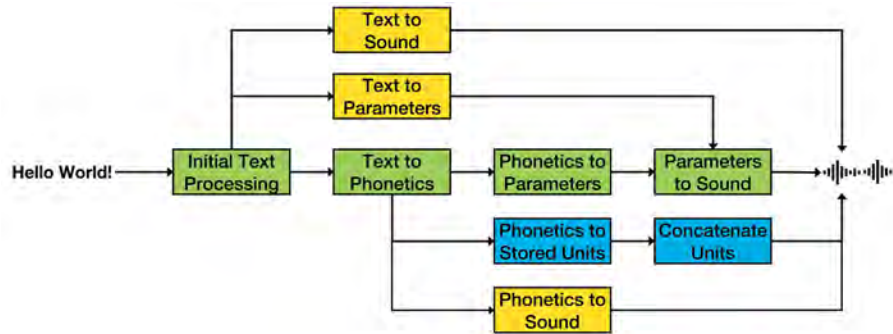 Text to
Sound
Text to
Parameters
Hello World!
Initial Text
Processing
Text to
Phonetics
Phonetics to
Parameters
Parameters
to Sound
Phonetics to
Stored Units
Concatenate
Units
Phonetics to
Sound